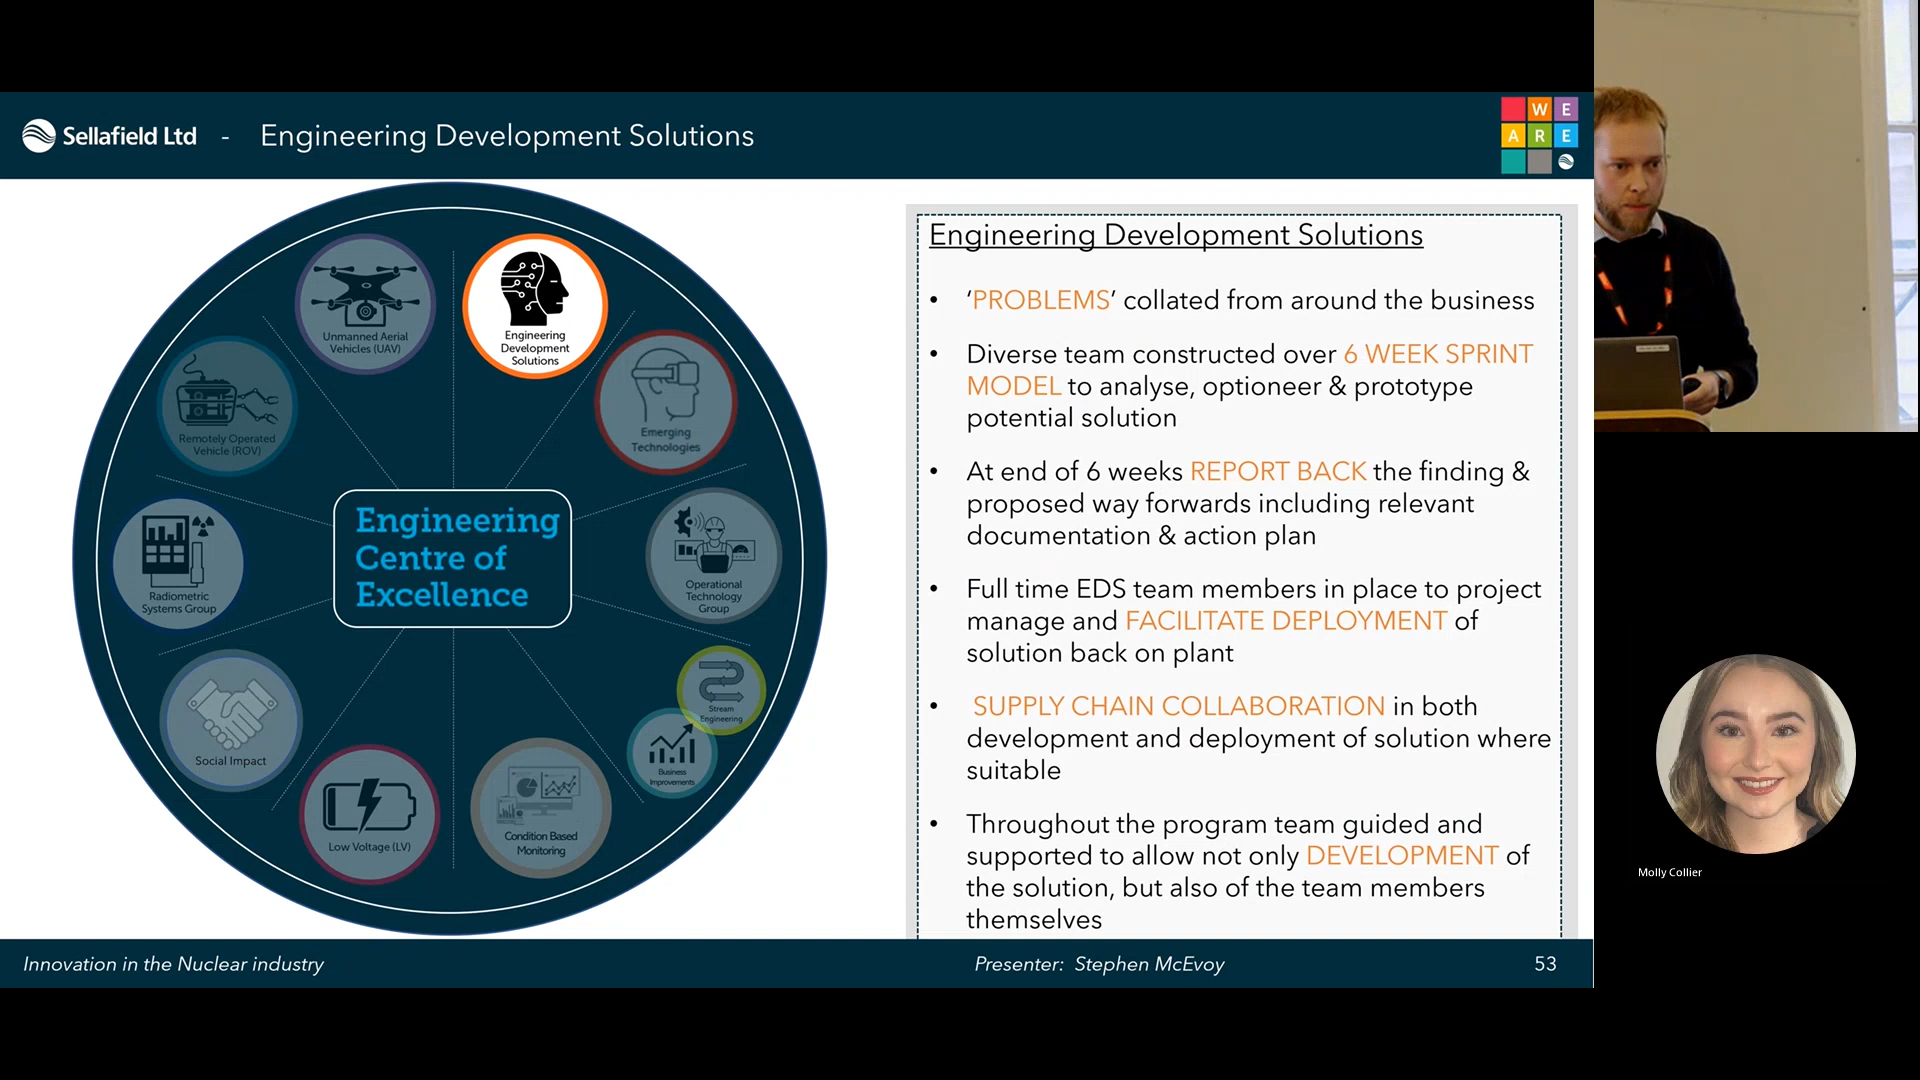 Sellafield Ltd - Engineering Development Solutions
W E
A R E
Unmanned Aerial
Vehicles (UAV)
Engineering
Development
Solutions
Remotely Operated
Vehicle (ROV)
Emerging
Technologies
Radiometric
Systems Group
Engineering
Centre of
Excellence
Operational
Technology
Group
Social Impact
Stream
Engineering
Business
Improvements
Low Voltage (LV)
Condition Based
Monitoring
Engineering Development Solutions
• ‘PROBLEMS’ collated from around the business
• Diverse team constructed over 6 WEEK SPRINT
MODEL to analyse, optioneer & prototype
potential solution
• At end of 6 weeks REPORT BACK the finding &
proposed way forwards including relevant
documentation & action plan
• Full time EDS team members in place to project
manage and FACILITATE DEPLOYMENT of
solution back on plant
• SUPPLY CHAIN COLLABORATION in both
development and deployment of solution where
suitable
• Throughout the program team guided and
supported to allow not only DEVELOPMENT of
the solution, but also of the team members
themselves
Innovation in the Nuclear industry
Presenter: Stephen McEvoy
53
Molly Collier